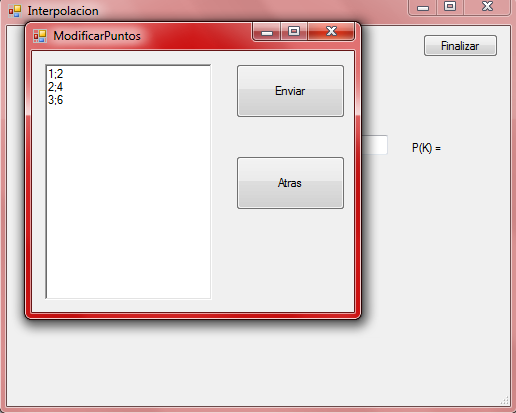 Interpolacion
ModificarPuntos
Finalizar
1;2
2;4
3;6
Enviar
P(K) =
Atras